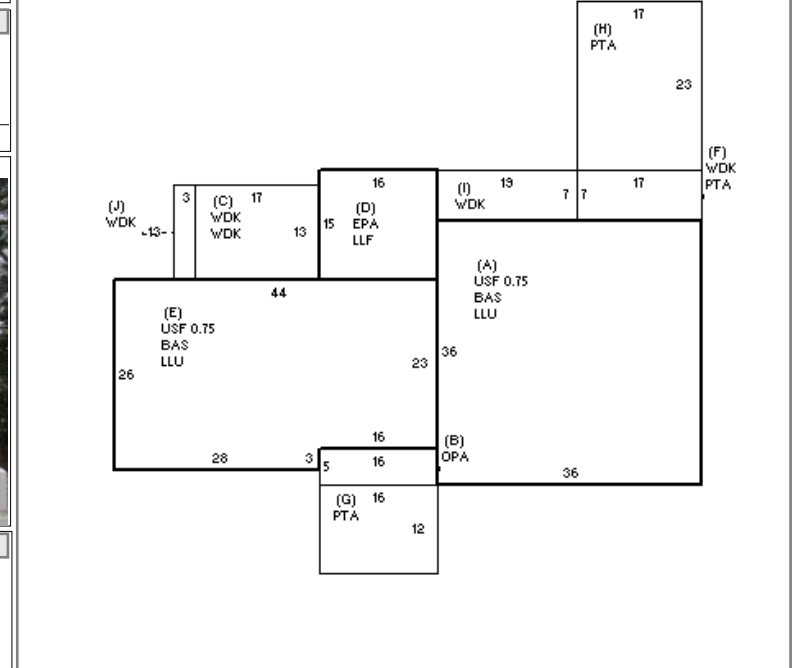 17
(H)
PTA
23
(F)
WDK
PTA
16
19
17
(I)
WDK
7
7
3
(C)
17
WDK
WDK
13
(J)
WDK
-13-
15
(D)
EPA
LLF
44
(A)
USF 0.75
BAS
LLU
(E)
USF 0.75
BAS
LLU
26
23
36
16
(B)
OPA
28
3
5
16
36
(G)
PTA
16
12